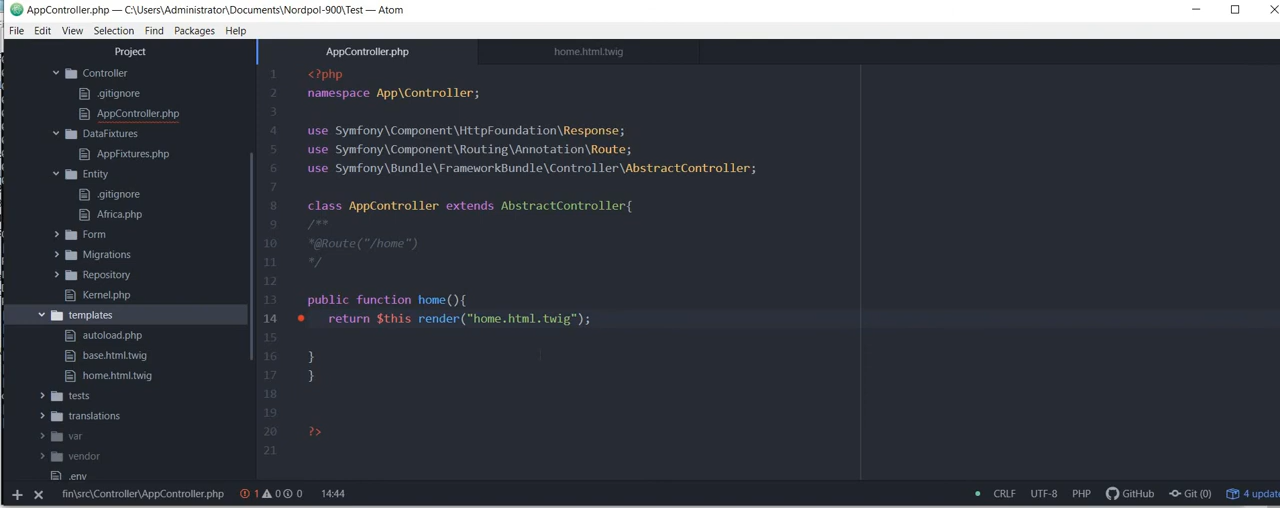 AppController.php — C:\Users\Administrator\Documents\Nordpol-900\Test — Atom
File Edit View Selection Find Packages Help
Project
AppController.php
home.html.twig
Controller
.gitignore
AppController.php
DataFixtures
AppFixtures.php
Entity
.gitignore
Africa.php
Form
Migrations
Repository
Kernel.php
templates
autoload.php
base.html.twig
home.html.twig
tests
translations
var
vendor
.env
1 <?php
2 namespace App\Controller;
3
4 use Symfony\Component\HttpFoundation\Response;
5 use Symfony\Component\Routing\Annotation\Route;
6 use Symfony\Bundle\FrameworkBundle\Controller\AbstractController;
7
8 class AppController extends AbstractController{
9 /**
10 *@Route("/home")
11 */
12
13 public function home(){
14 return $this render("home.html.twig");
15
16 }
17 }
18
19
20 ?>
21
fin\src\Controller\AppController.php 1 0 0 14:44 CRLF UTF-8 PHP GitHub Git (0) 4 update